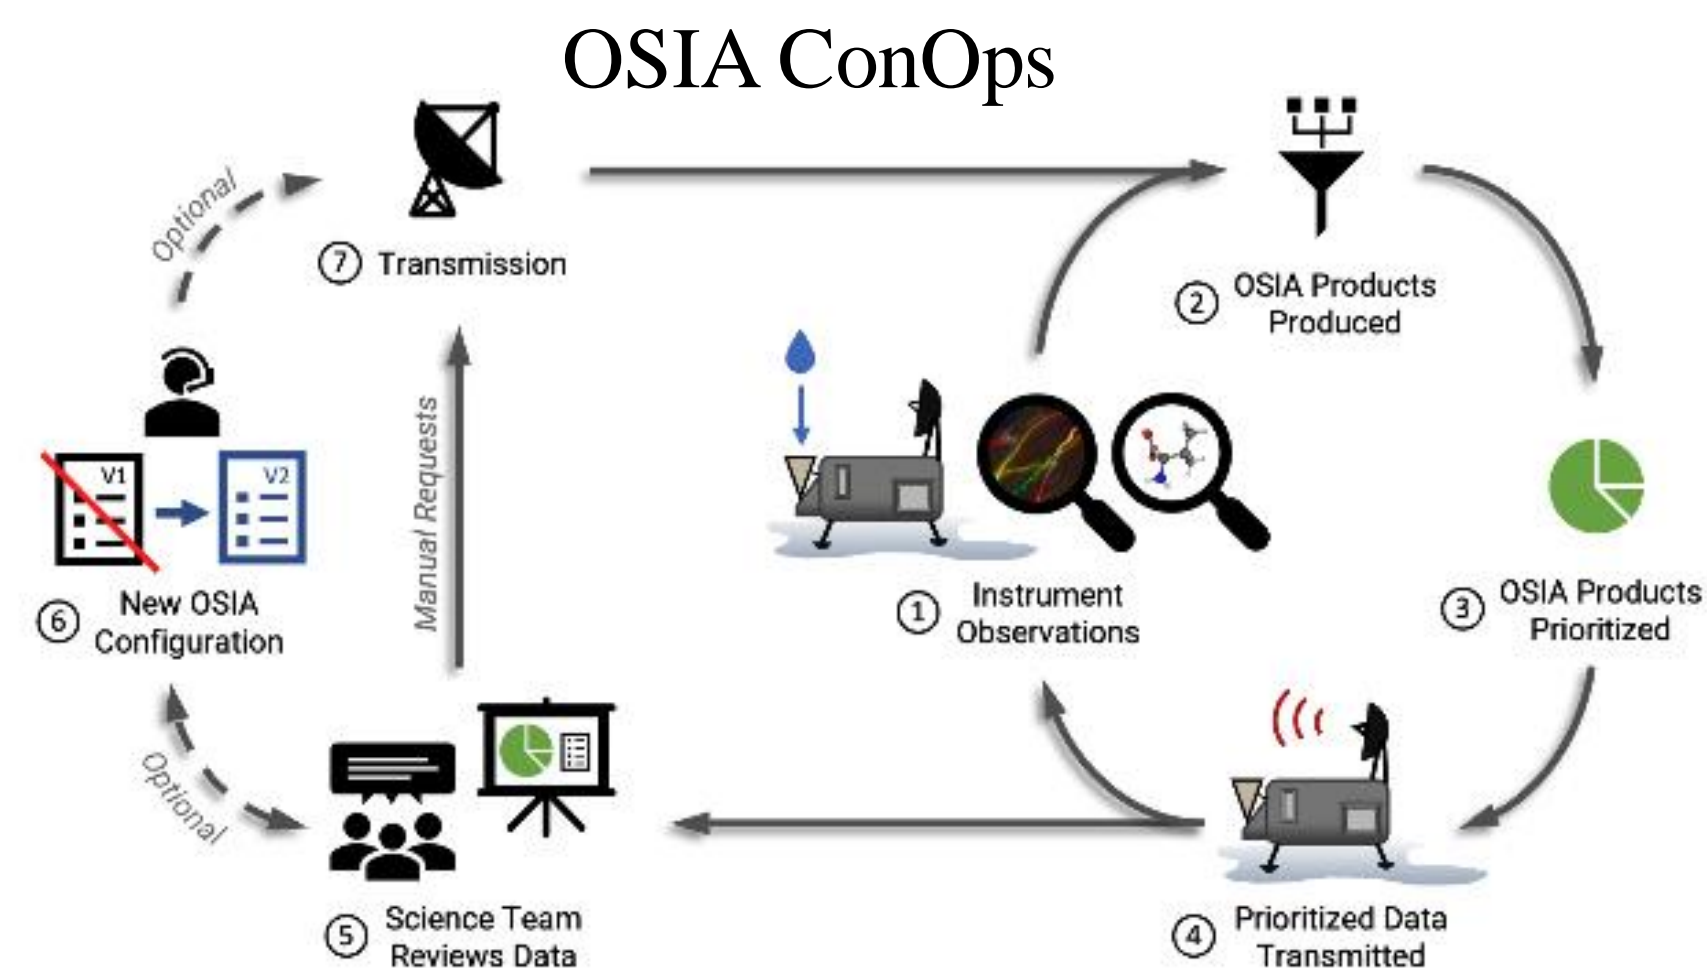 OSIA ConOps
Optional
7 Transmission
2 OSIA Products
Produced
Manual Requests
V1
V2
6 New OSIA
Configuration
1 Instrument
Observations
3 OSIA Products
Prioritized
Optional
5 Science Team
Reviews Data
4 Prioritized Data
Transmitted